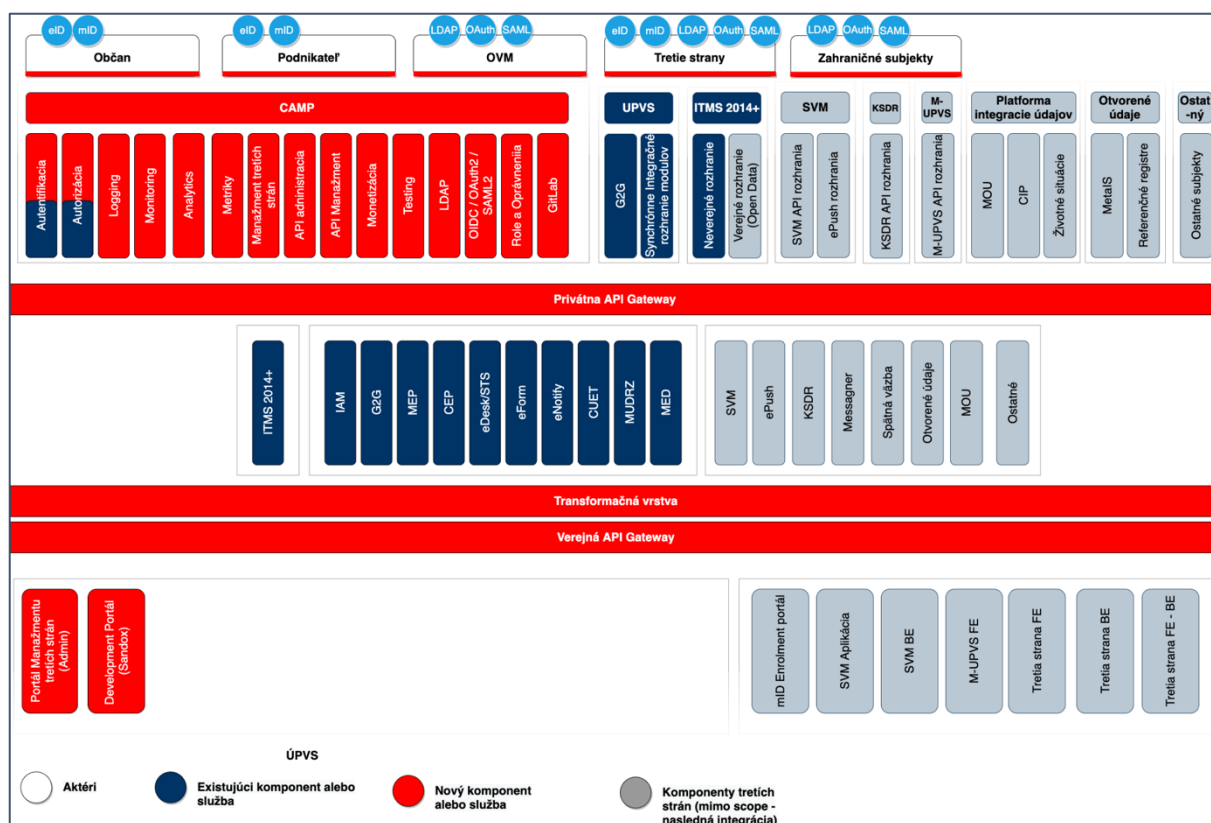 eID mID
eID mID
LDAP OAuth SAML
eID mID LDAP OAuth SAML
LDAP OAuth SAML
Občan
Podnikateľ
OVM
Tretie strany
Zahraničné subjekty
CAMP
UPVS
ITMS 2014+
SVM
KSDR
M-
UPVS
Platforma
integracie údajov
Otvorené
údaje
Ostat
-ný
Autentifikacia
Autorizácia
Logging
Monitoring
Analytics
Metriky
Manažment tretich
strán
API administracia
API Manažment
Monetizácia
Testing
LDAP
OIDC / OAuth2 /
SAML2
Role a Oprávneniia
GitLab
G2G
Synchrónne Integračné
rozhranie modulov
Neverejné rozhranie
Verejné rozhranie
(Open Data)
SVM API rozhrania
ePush rozhrania
KSDR API rozhrania
M-UPVS API rozhrania
MOU
CIP
Životné situácie
MetaIS
Referenčné registre
Ostatné subjekty
Privátna API Gateway
ITMS 2014+
IAM
G2G
MEP
CEP
eDesk/STS
eForm
eNotify
CUET
MUDRZ
MED
SVM
ePush
KSDR
Messagner
Spätná väzba
Otvorené údaje
MOU
Ostatné
Transformačná vrstva
Verejná API Gateway
Portál Manažmentu
tretích strán
(Admin)
Development Portál
(Sandox)
mID Enrolment portál
SVM Aplikácia
SVM BE
M-UPVS FE
Tretia strana FE
Tretia strana BE
Tretia strana FE - BE
ÚPVS
Aktéri
Existujúci komponent alebo
služba
Nový komponent
alebo služba
Komponenty tretích
strán (mimo scope -
nasledná integrácia)